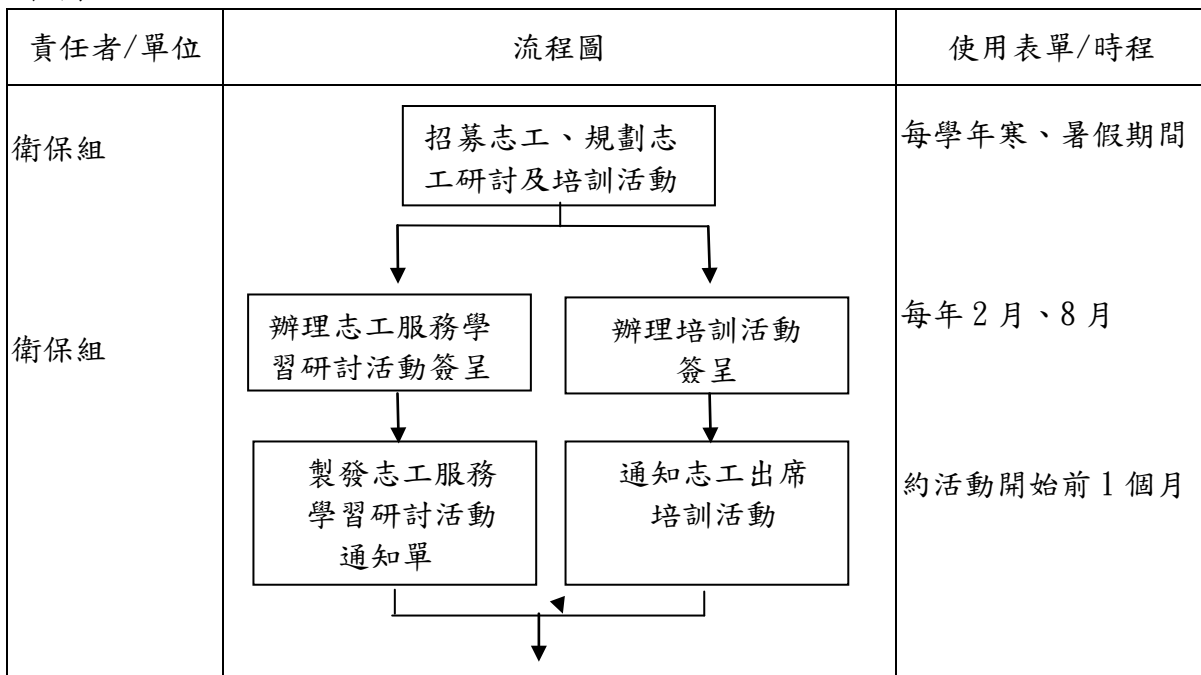 責任者/單位
流程圖
使用表單/時程
衛保組
招募志工、規劃志
工研討及培訓活動
每學年寒、暑假期間
衛保組
辦理志工服務學
習研討活動簽呈
辦理培訓活動
簽呈
每年2月、8月
製發志工服務
學習研討活動
通知單
通知志工出席
培訓活動
約活動開始前1個月